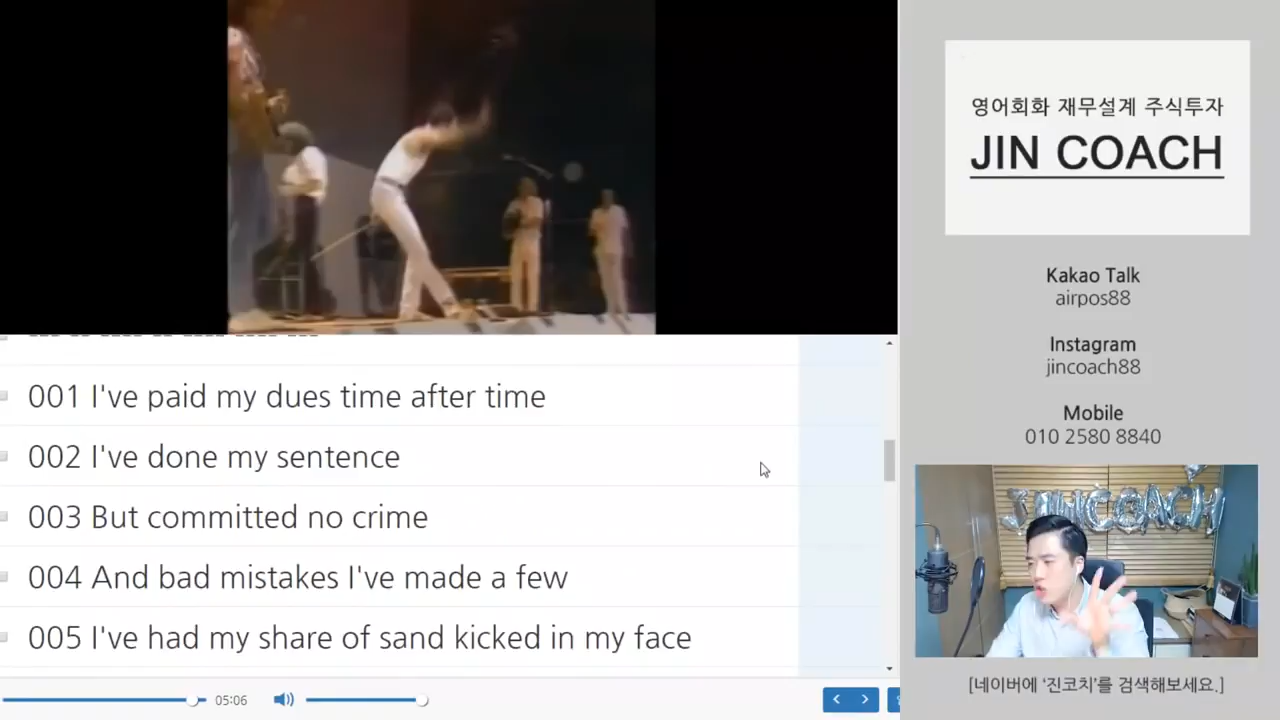 001 I've paid my dues time after time
002 I've done my sentence
003 But committed no crime
004 And bad mistakes I've made a few
005 I've had my share of sand kicked in my face
05:06
영어회화 재무설계 주식투자
JIN COACH
Kakao Talk
airpos88
Instagram
jincoach88
Mobile
010 2580 8840
JINCOACH
[네이버에 '진코치'를 검색해보세요.]